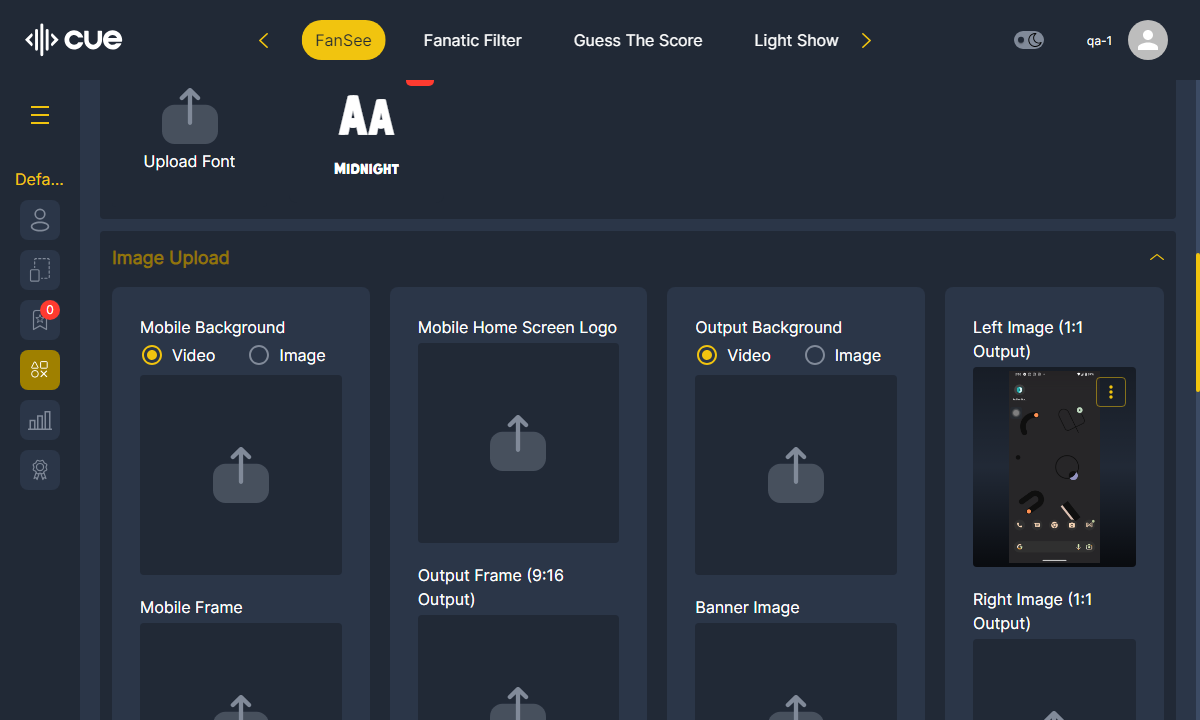 cue
FanSee
Fanatic Filter
Guess The Score
Light Show
qa-1
Defa...
0
Upload Font
AA
MIDNIGHT
Image Upload
Mobile Background
Video
Image
Mobile Home Screen Logo
Output Background
Video
Image
Left Image (1:1
Output)
Mobile Frame
Output Frame (9:16
Output)
Banner Image
Right Image (1:1
Output)